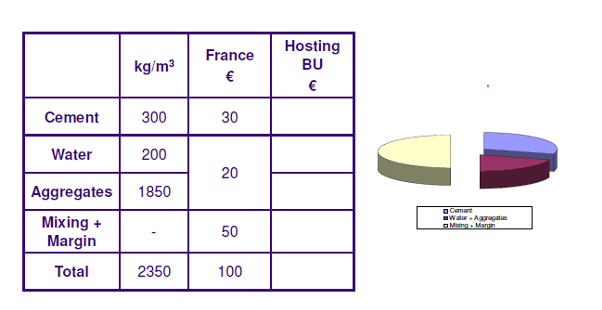 kg/m³ France € Hosting BU €
Cement 300 30
Water 200 20
Aggregates 1850
Mixing + Margin - 50
Total 2350 100
Cement
Water + Aggregates
Mixing + Margin